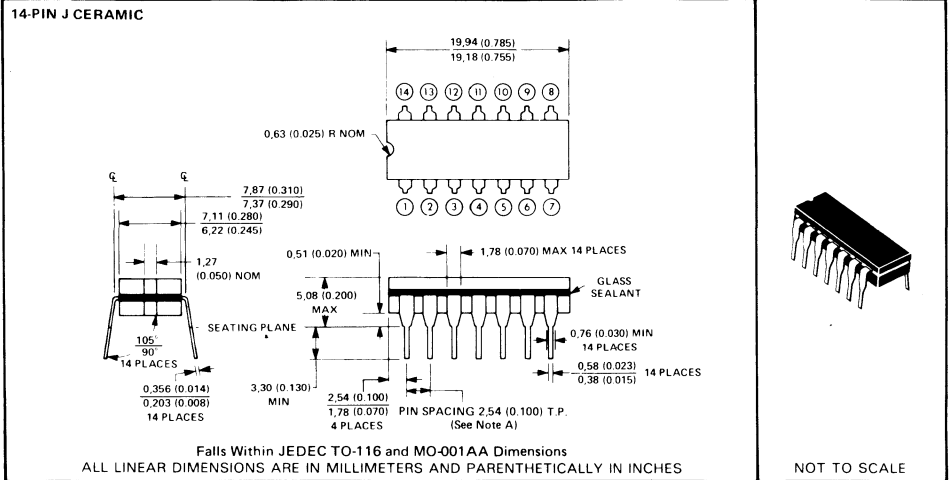 14-PIN J CERAMIC
19,94 (0.785)
19,18 (0.755)
14 13 12 11 10 9 8
0,63 (0.025) R NOM
1 2 3 4 5 6 7
℄ ℄
7,87 (0.310)
7,37 (0.290)
7,11 (0.280)
6,22 (0.245)
1,27
(0.050) NOM
0,51 (0.020) MIN
1,78 (0.070) MAX 14 PLACES
5,08 (0.200)
MAX
GLASS
SEALANT
SEATING PLANE
105°
90°
14 PLACES
0,76 (0.030) MIN
14 PLACES
0,58 (0.023)
0,38 (0.015)
14 PLACES
0,356 (0.014)
0,203 (0.008)
14 PLACES
3,30 (0.130)
MIN
2,54 (0.100)
1,78 (0.070)
4 PLACES
PIN SPACING 2,54 (0.100) T.P.
(See Note A)
Falls Within JEDEC TO-116 and MO-001AA Dimensions
ALL LINEAR DIMENSIONS ARE IN MILLIMETERS AND PARENTHETICALLY IN INCHES
NOT TO SCALE